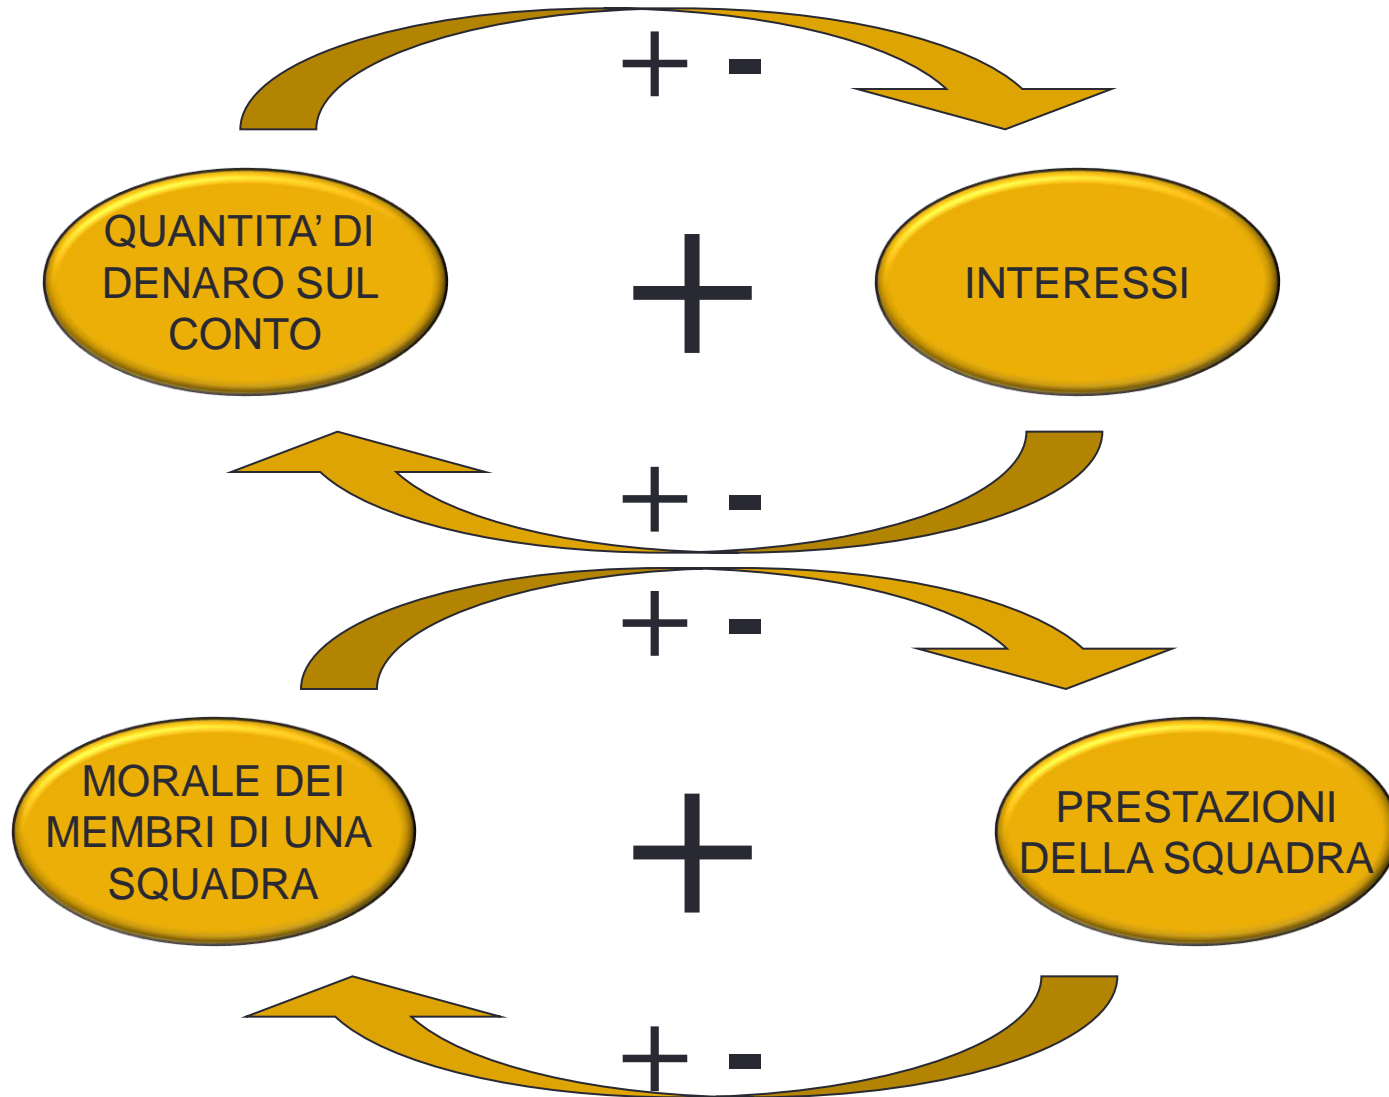 + -
QUANTITA’ DI
DENARO SUL
CONTO
+
INTERESSI
+ -
+ -
MORALE DEI
MEMBRI DI UNA
SQUADRA
+
PRESTAZIONI
DELLA SQUADRA
+ -